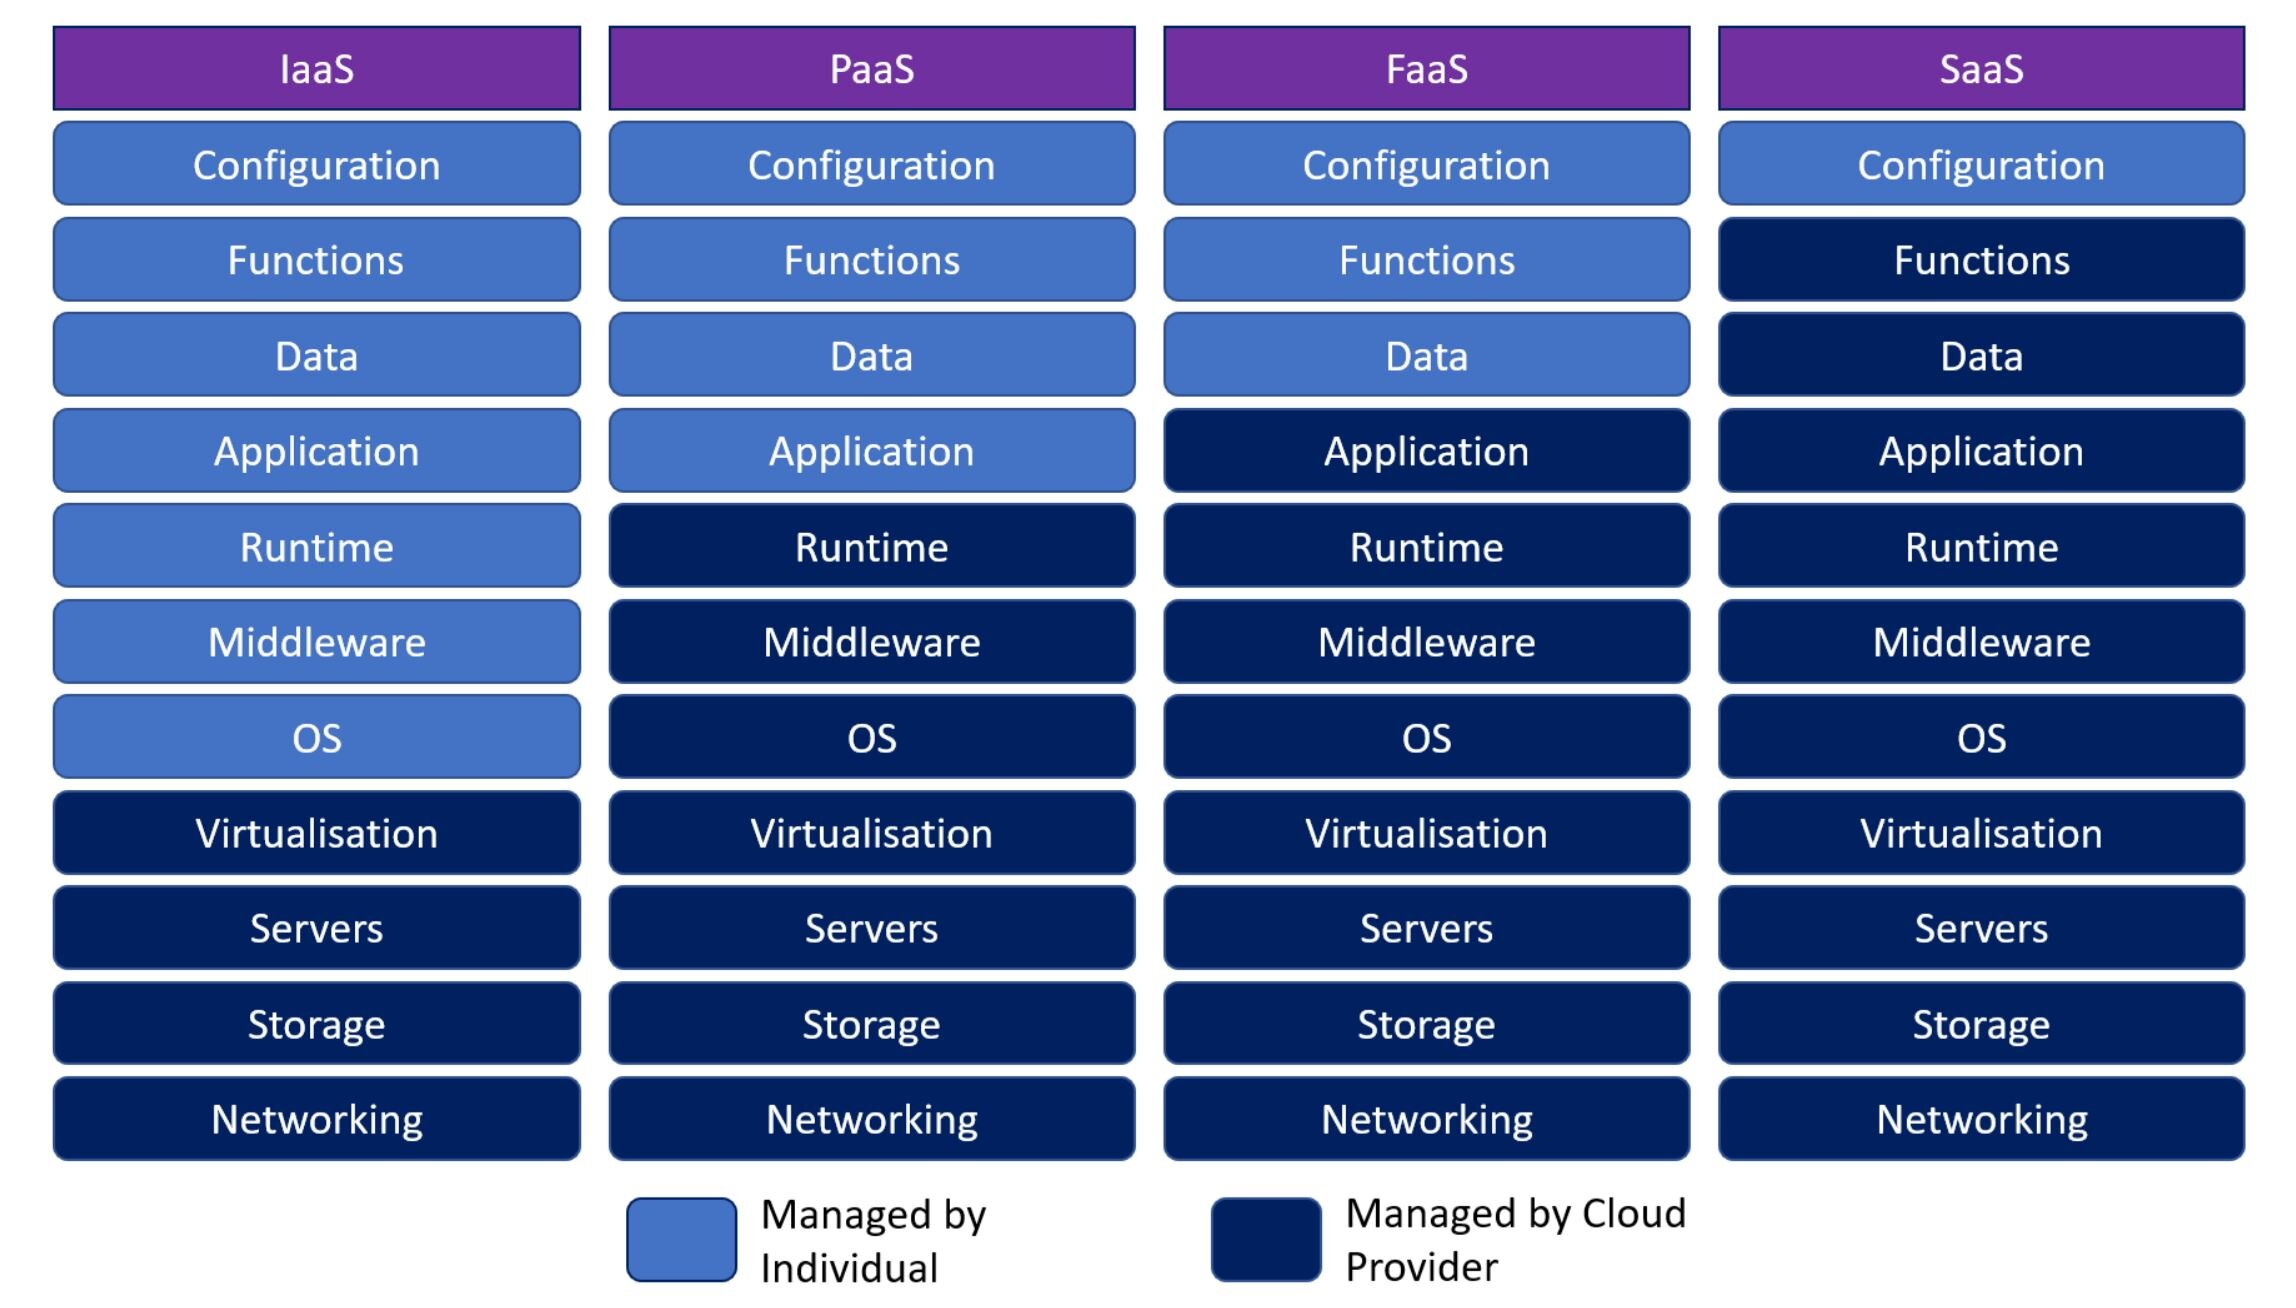 IaaS PaaS FaaS SaaS
Configuration Configuration Configuration Configuration
Functions Functions Functions Functions
Data Data Data Data
Application Application Application Application
Runtime Runtime Runtime Runtime
Middleware Middleware Middleware Middleware
OS OS OS OS
Virtualisation Virtualisation Virtualisation Virtualisation
Servers Servers Servers Servers
Storage Storage Storage Storage
Networking Networking Networking Networking
Managed by
Individual
Managed by Cloud
Provider